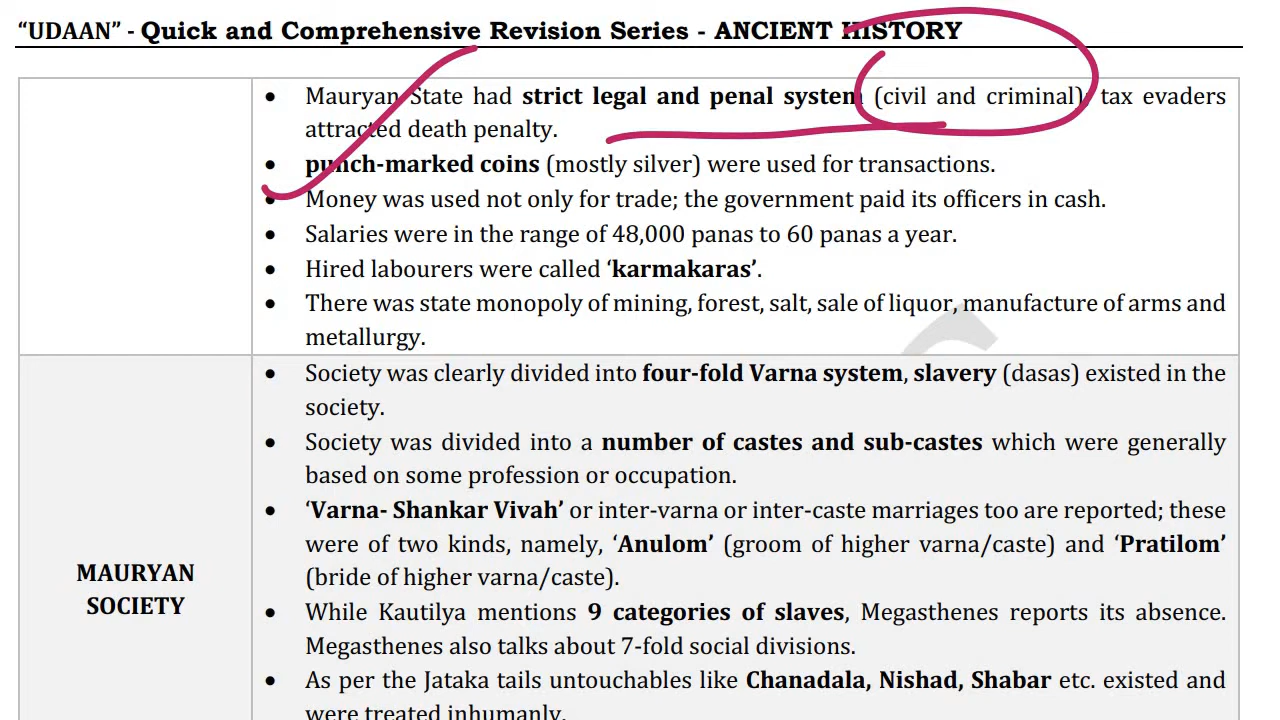 “UDAAN” - Quick and Comprehensive Revision Series - ANCIENT HISTORY
• Mauryan State had strict legal and penal system (civil and criminal); tax evaders
attracted death penalty.
• punch-marked coins (mostly silver) were used for transactions.
• Money was used not only for trade; the government paid its officers in cash.
• Salaries were in the range of 48,000 panas to 60 panas a year.
• Hired labourers were called ‘karmakaras’.
• There was state monopoly of mining, forest, salt, sale of liquor, manufacture of arms and
metallurgy.
MAURYAN
SOCIETY
• Society was clearly divided into four-fold Varna system, slavery (dasas) existed in the
society.
• Society was divided into a number of castes and sub-castes which were generally
based on some profession or occupation.
• ‘Varna- Shankar Vivah’ or inter-varna or inter-caste marriages too are reported; these
were of two kinds, namely, ‘Anulom’ (groom of higher varna/caste) and ‘Pratilom’
(bride of higher varna/caste).
• While Kautilya mentions 9 categories of slaves, Megasthenes reports its absence.
Megasthenes also talks about 7-fold social divisions.
• As per the Jataka tails untouchables like Chanadala, Nishad, Shabar etc. existed and
were treated inhumanly.